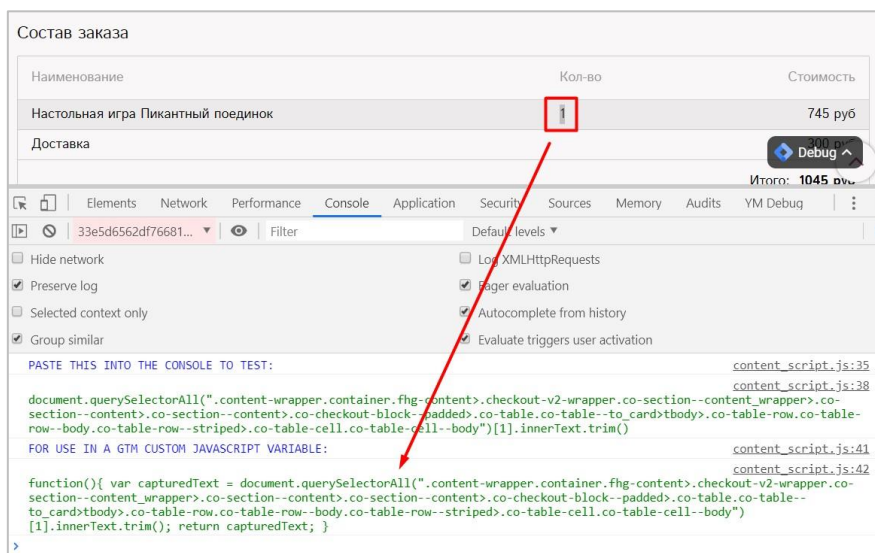 Состав заказа
Наименование Кол-во Стоимость
Настольная игра Пикантный поединок 1 745 руб
Доставка 300 руб
Debug
Итого: 1045 руб
Elements Network Performance Console Application Security Sources Memory Audits YM Debug
33e5d6562df76681... ▼ Filter Default levels ▼
Hide network Log XMLHttpRequests
Preserve log Eager evaluation
Selected context only Autocomplete from history
Group similar Evaluate triggers user activation
PASTE THIS INTO THE CONSOLE TO TEST: content_script.js:35
content_script.js:38
document.querySelectorAll(".content-wrapper.container.fhg-content>.checkout-v2-wrapper.co-section--content_wrapper>.co-
section--content>.co-section--content>.co-checkout-block--padded>.co-table.co-table--to_card>tbody>.co-table-row.co-table-
row--body.co-table-row--striped>.co-table-cell.co-table-cell--body")[1].innerText.trim()
FOR USE IN A GTM CUSTOM JAVASCRIPT VARIABLE: content_script.js:41
content_script.js:42
function(){ var capturedText = document.querySelectorAll(".content-wrapper.container.fhg-content>.checkout-v2-wrapper.co-
section--content_wrapper>.co-section--content>.co-section--content>.co-checkout-block--padded>.co-table.co-table--
to_card>tbody>.co-table-row.co-table-row--body.co-table-row--striped>.co-table-cell.co-table-cell--body")
[1].innerText.trim(); return capturedText; }
>